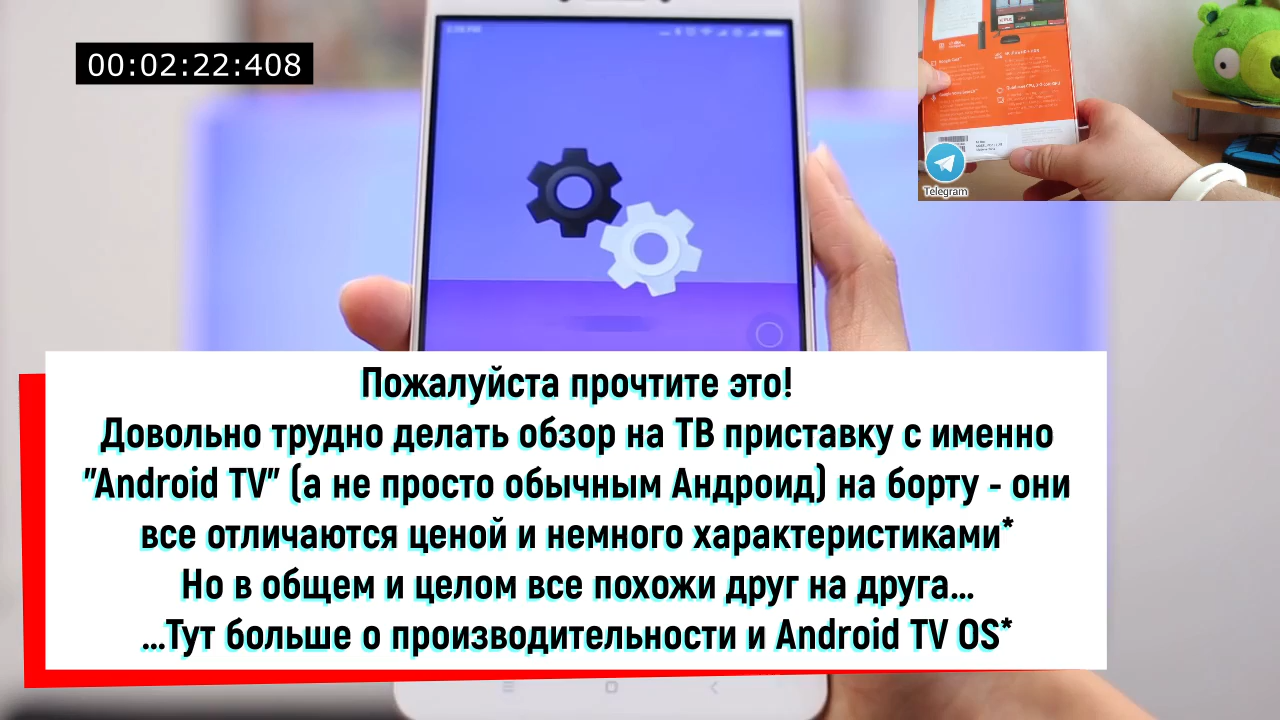 00:02:22:408
Telegram
Пожалуйста прочтите это!
Довольно трудно делать обзор на ТВ приставку с именно
"Android TV" (а не просто обычным Андроид) на борту - они
все отличаются ценой и немного характеристиками*
Но в общем и целом все похожи друг на друга...
...Тут больше о производительности и Android TV OS*